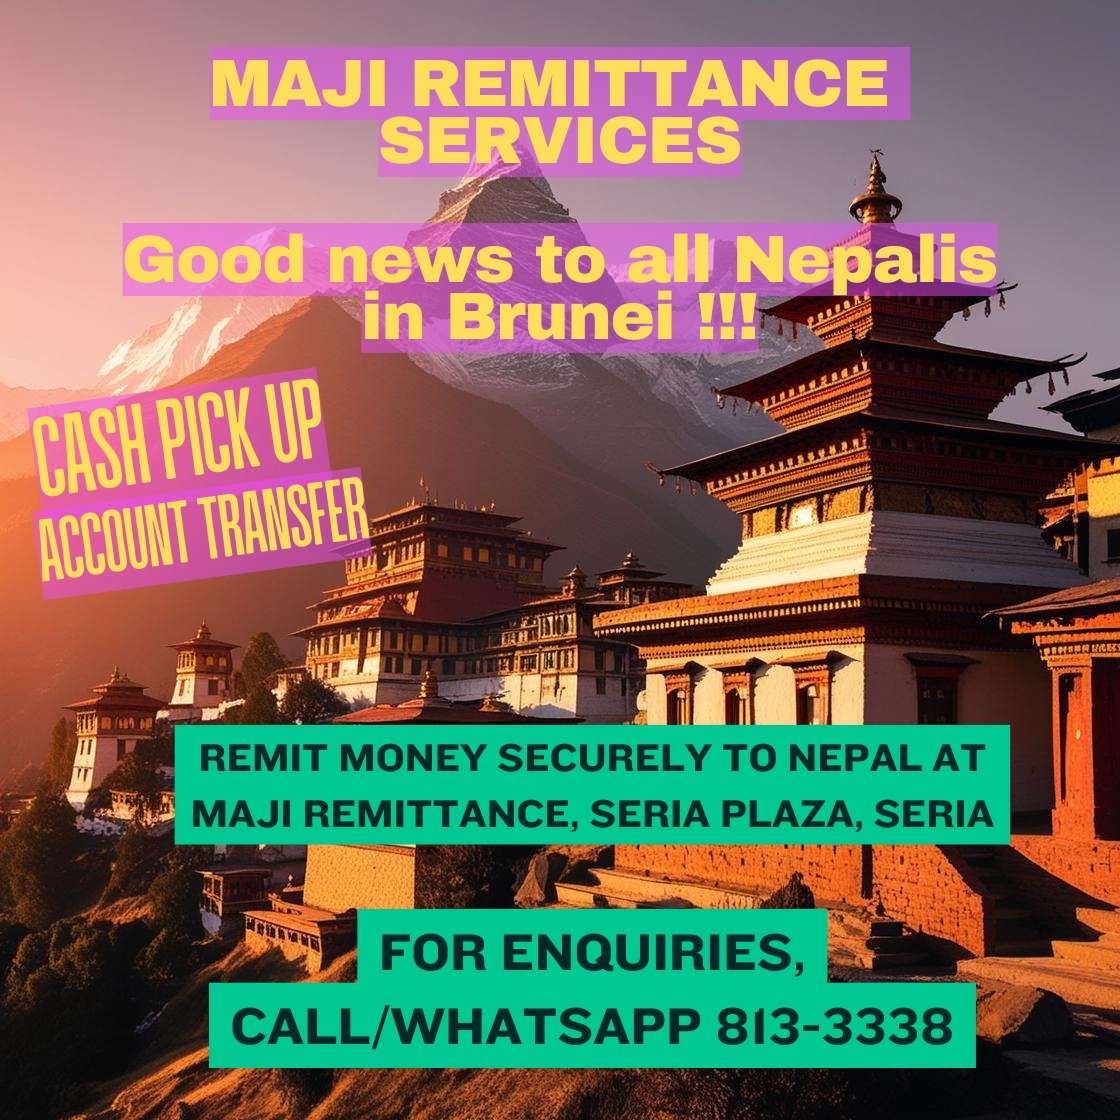 MAJI REMITTANCE
SERVICES
Good news to all Nepalis
in Brunei !!!
CASH PICK UP
ACCOUNT TRANSFER
REMIT MONEY SECURELY TO NEPAL AT
MAJI REMITTANCE, SERIA PLAZA, SERIA
FOR ENQUIRIES,
CALL/WHATSAPP 813-3338